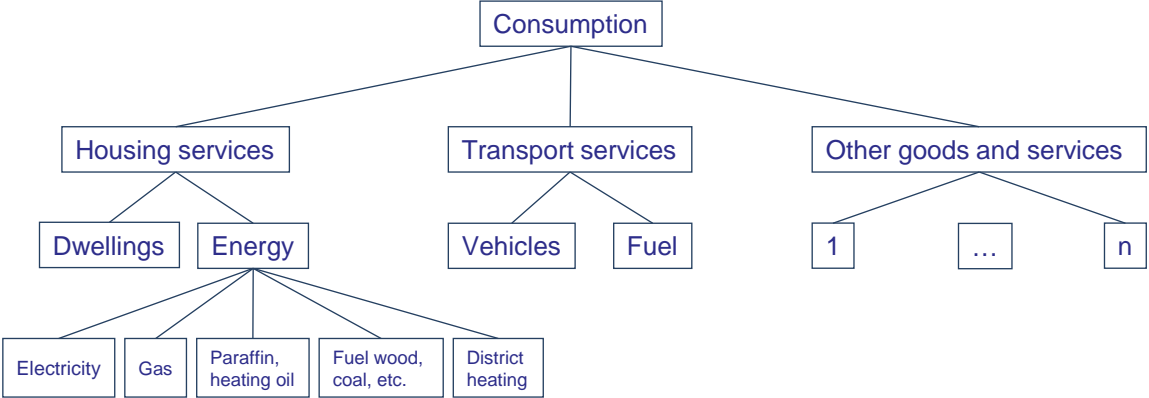 Consumption
Housing services
Transport services
Other goods and services
Dwellings
Energy
Vehicles
Fuel
1
…
n
Electricity
Gas
Paraffin,
heating oil
Fuel wood,
coal, etc.
District
heating